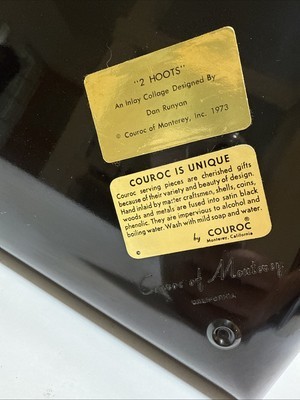 "2 HOOTS"
An Inlay Collage Designed By
Dan Runyan
© Couroc of Monterey, Inc. 1973
COUROC IS UNIQUE
Couroc serving pieces are cherished gifts
because of their variety and beauty of design.
Hand inlaid by master craftsmen, shells, coins,
woods and metals are fused into satin black
phenolic. They are impervious to alcohol and
boiling water. Wash with mild soap and water.
by COUROC
Monterey, California
©
Couroc of Monterey
CALIFORNIA